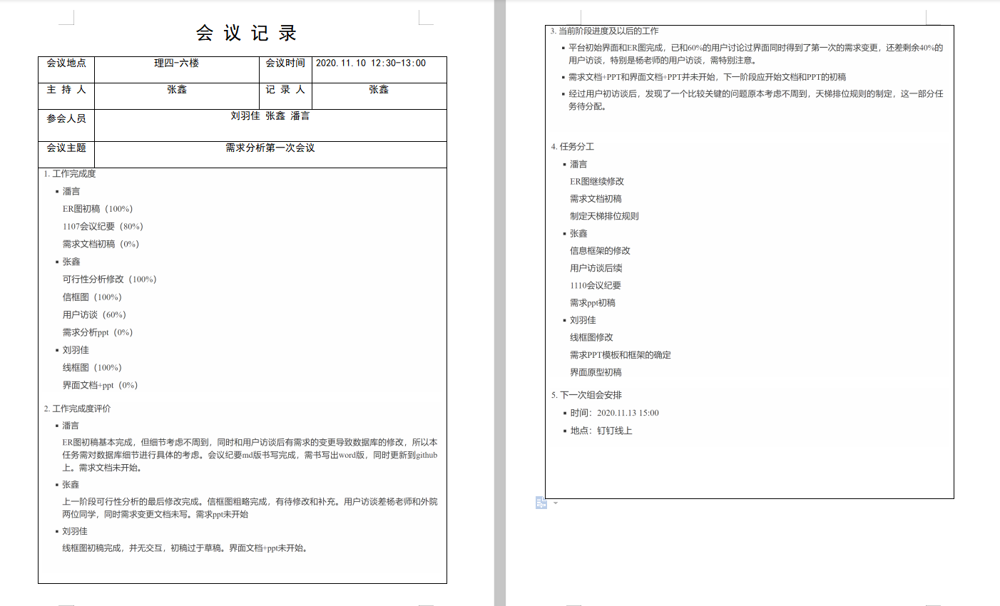 会 议 记 录
会议地点 理四-六楼 会议时间 2020.11.10 12:30-13:00
主 持 人 张鑫 记 录 人 张鑫
参会人员 刘羽佳 张鑫 潘言
会议主题 需求分析第一次会议
1. 工作完成度
▪ 潘言
ER图初稿（100%）
1107会议纪要（80%）
需求文档初稿（0%）
▪ 张鑫
可行性分析修改（100%）
信框图（100%）
用户访谈（60%）
需求分析ppt（0%）
▪ 刘羽佳
线框图（100%）
界面文档+ppt（0%）
2. 工作完成度评价
▪ 潘言
ER图初稿基本完成，但细节考虑不周到，同时和用户访谈后有需求的变更导致数据库的修改，所以本
任务需对数据库细节进行具体的考虑。会议纪要md版书写完成，需书写出word版，同时更新到github
上。需求文档未开始。
▪ 张鑫
上一阶段可行性分析的最后修改完成。信框图粗略完成，有待修改和补充。用户访谈差杨老师和外院
两位同学，同时需求变更文档未写。需求ppt未开始
▪ 刘羽佳
线框图初稿完成，并无交互，初稿过于草稿。界面文档+ppt未开始。
3. 当前阶段进度及以后的工作
▪ 平台初始界面和ER图完成，已和60%的用户讨论过界面同时得到了第一次的需求变更，还差剩余40%的
用户访谈，特别是杨老师的用户访谈，需特别注意。
▪ 需求文档+PPT和界面文档+PPT并未开始，下一阶段应开始文档和PPT的初稿
▪ 经过用户初访谈后，发现了一个比较关键的问题原本考虑不周到，天梯排位规则的制定，这一部分任
务待分配。
4. 任务分工
▪ 潘言
ER图继续修改
需求文档初稿
制定天梯排位规则
▪ 张鑫
信息框架的修改
用户访谈后续
1110会议纪要
需求ppt初稿
▪ 刘羽佳
线框图修改
需求PPT模板和框架的确定
界面原型初稿
5. 下一次组会安排
▪ 时间：2020.11.13 15:00
▪ 地点：钉钉线上